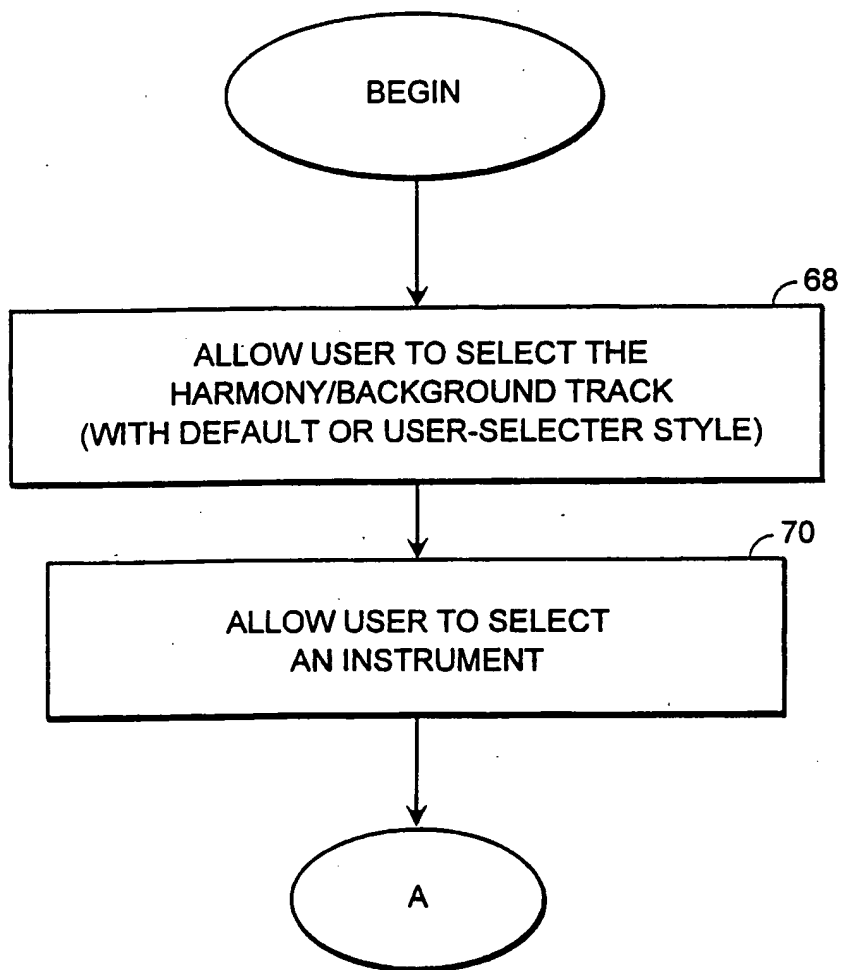 BEGIN
68
ALLOW USER TO SELECT THE
HARMONY/BACKGROUND TRACK
(WITH DEFAULT OR USER-SELECTER STYLE)
70
ALLOW USER TO SELECT
AN INSTRUMENT
A